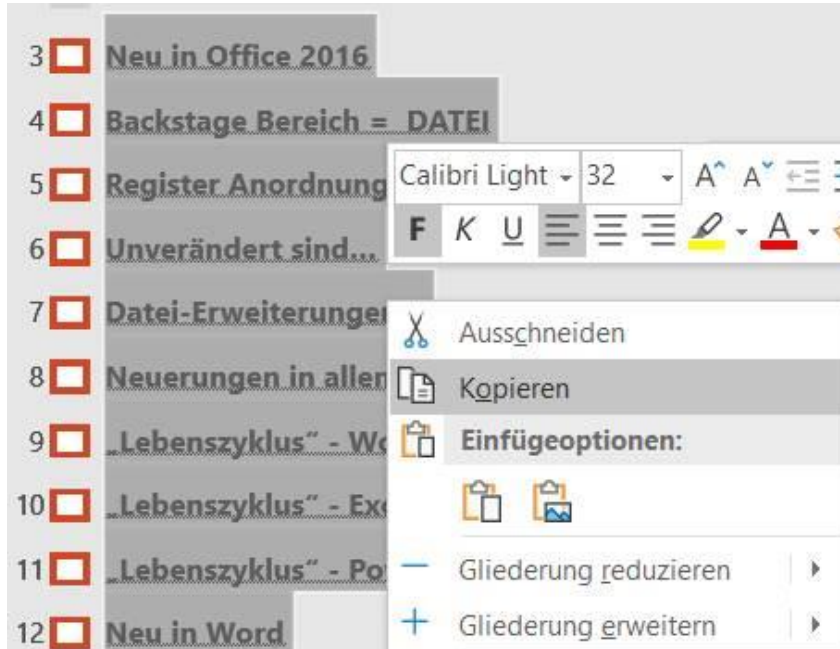 3 Neu in Office 2016
4 Backstage Bereich = DATEI
5 Register Anordnung
6 Unverändert sind...
7 Datei-Erweiterungen
8 Neuerungen in allen
9 „Lebenszyklus“ - Wo
10 „Lebenszyklus“ - Exc
11 „Lebenszyklus“ - Po
12 Neu in Word
Calibri Light 32 A A
F K U A
Ausschneiden
Kopieren
Einfügeoptionen:
Gliederung reduzieren
Gliederung erweitern